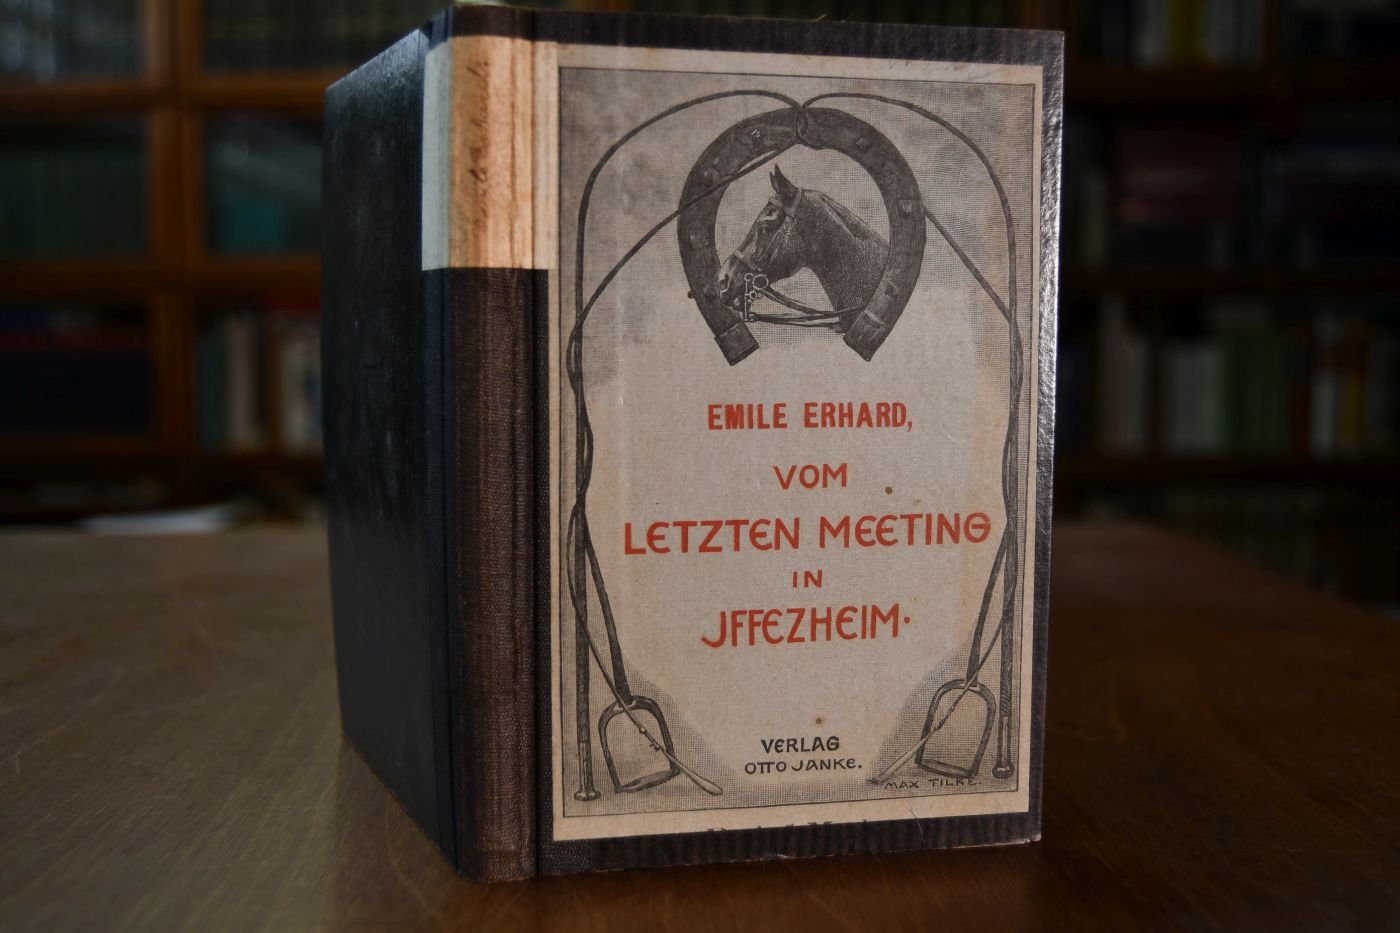 EMILE ERHARD,
VOM
LETZTEN MEETING
IN
JFFEZHEIM.
VERLAG
OTTO JANKE.
MAX TILKE.